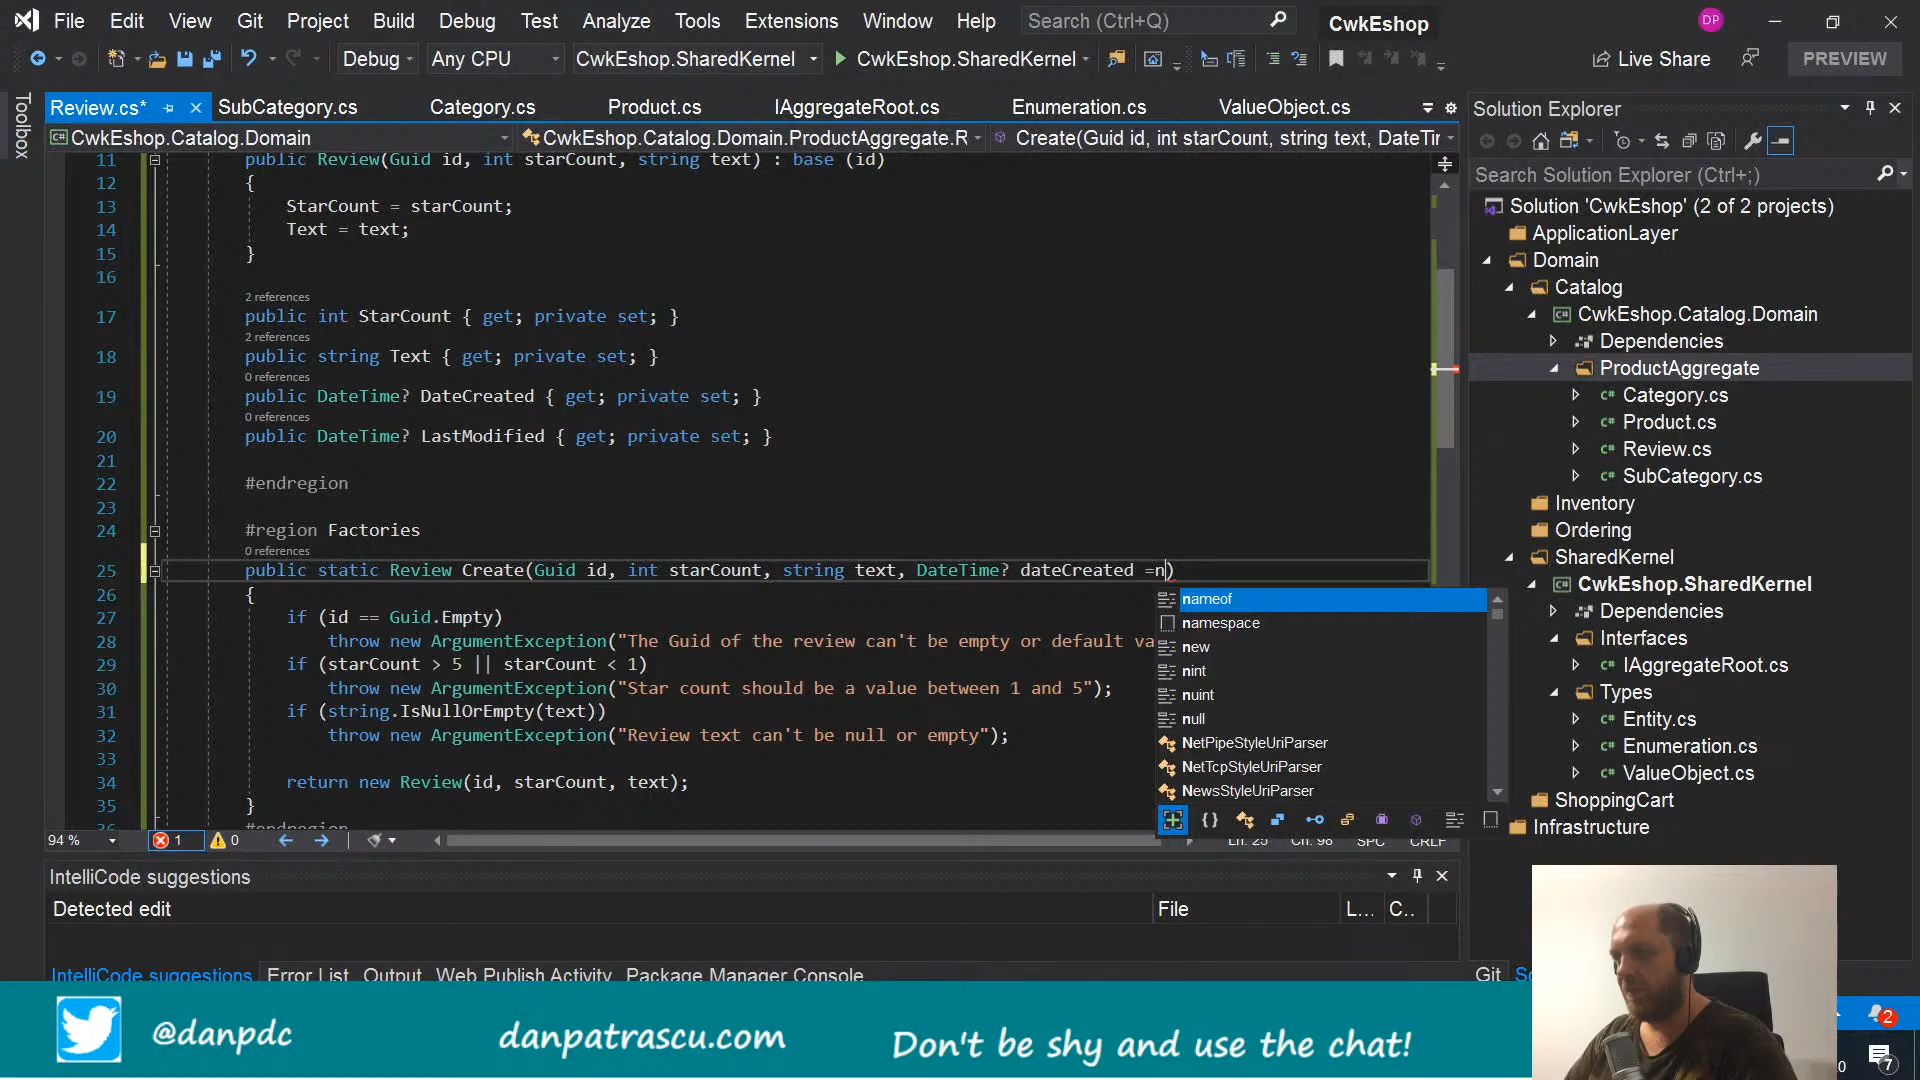 File Edit View Git Project Build Debug Test Analyze Tools Extensions Window Help Search (Ctrl+Q) CwkEshop DP
Debug Any CPU CwkEshop.SharedKernel CwkEshop.SharedKernel Live Share PREVIEW
Toolbox
Review.cs* SubCategory.cs Category.cs Product.cs IAggregateRoot.cs Enumeration.cs ValueObject.cs
CwkEshop.Catalog.Domain CwkEshop.Catalog.Domain.ProductAggregate.R Create(Guid id, int starCount, string text, DateTir
11 public Review(Guid id, int starCount, string text) : base (id)
12 {
13 StarCount = starCount;
14 Text = text;
15 }
16
2 references
17 public int StarCount { get; private set; }
2 references
18 public string Text { get; private set; }
0 references
19 public DateTime? DateCreated { get; private set; }
0 references
20 public DateTime? LastModified { get; private set; }
21
22 #endregion
23
24 #region Factories
0 references
25 public static Review Create(Guid id, int starCount, string text, DateTime? dateCreated =n)
26 {
27 if (id == Guid.Empty)
28 throw new ArgumentException("The Guid of the review can't be empty or default va
29 if (starCount > 5 || starCount < 1)
30 throw new ArgumentException("Star count should be a value between 1 and 5");
31 if (string.IsNullOrEmpty(text))
32 throw new ArgumentException("Review text can't be null or empty");
33
34 return new Review(id, starCount, text);
35 }
36 #endregion
nameof
namespace
new
nint
nuint
null
NetPipeStyleUriParser
NetTcpStyleUriParser
NewsStyleUriParser
94 % 1 0 Ln: 25 Ch: 98 SPC CRLF
IntelliCode suggestions
Detected edit File L... C..
IntelliCode suggestions Error List Output Web Publish Activity Package Manager Console
Solution Explorer
Search Solution Explorer (Ctrl+;)
Solution 'CwkEshop' (2 of 2 projects)
ApplicationLayer
Domain
Catalog
CwkEshop.Catalog.Domain
Dependencies
ProductAggregate
Category.cs
Product.cs
Review.cs
SubCategory.cs
Inventory
Ordering
SharedKernel
CwkEshop.SharedKernel
Dependencies
Interfaces
IAggregateRoot.cs
Types
Entity.cs
Enumeration.cs
ValueObject.cs
ShoppingCart
Infrastructure
Git
@danpdc danpatrascu.com Don't be shy and use the chat!
2
7